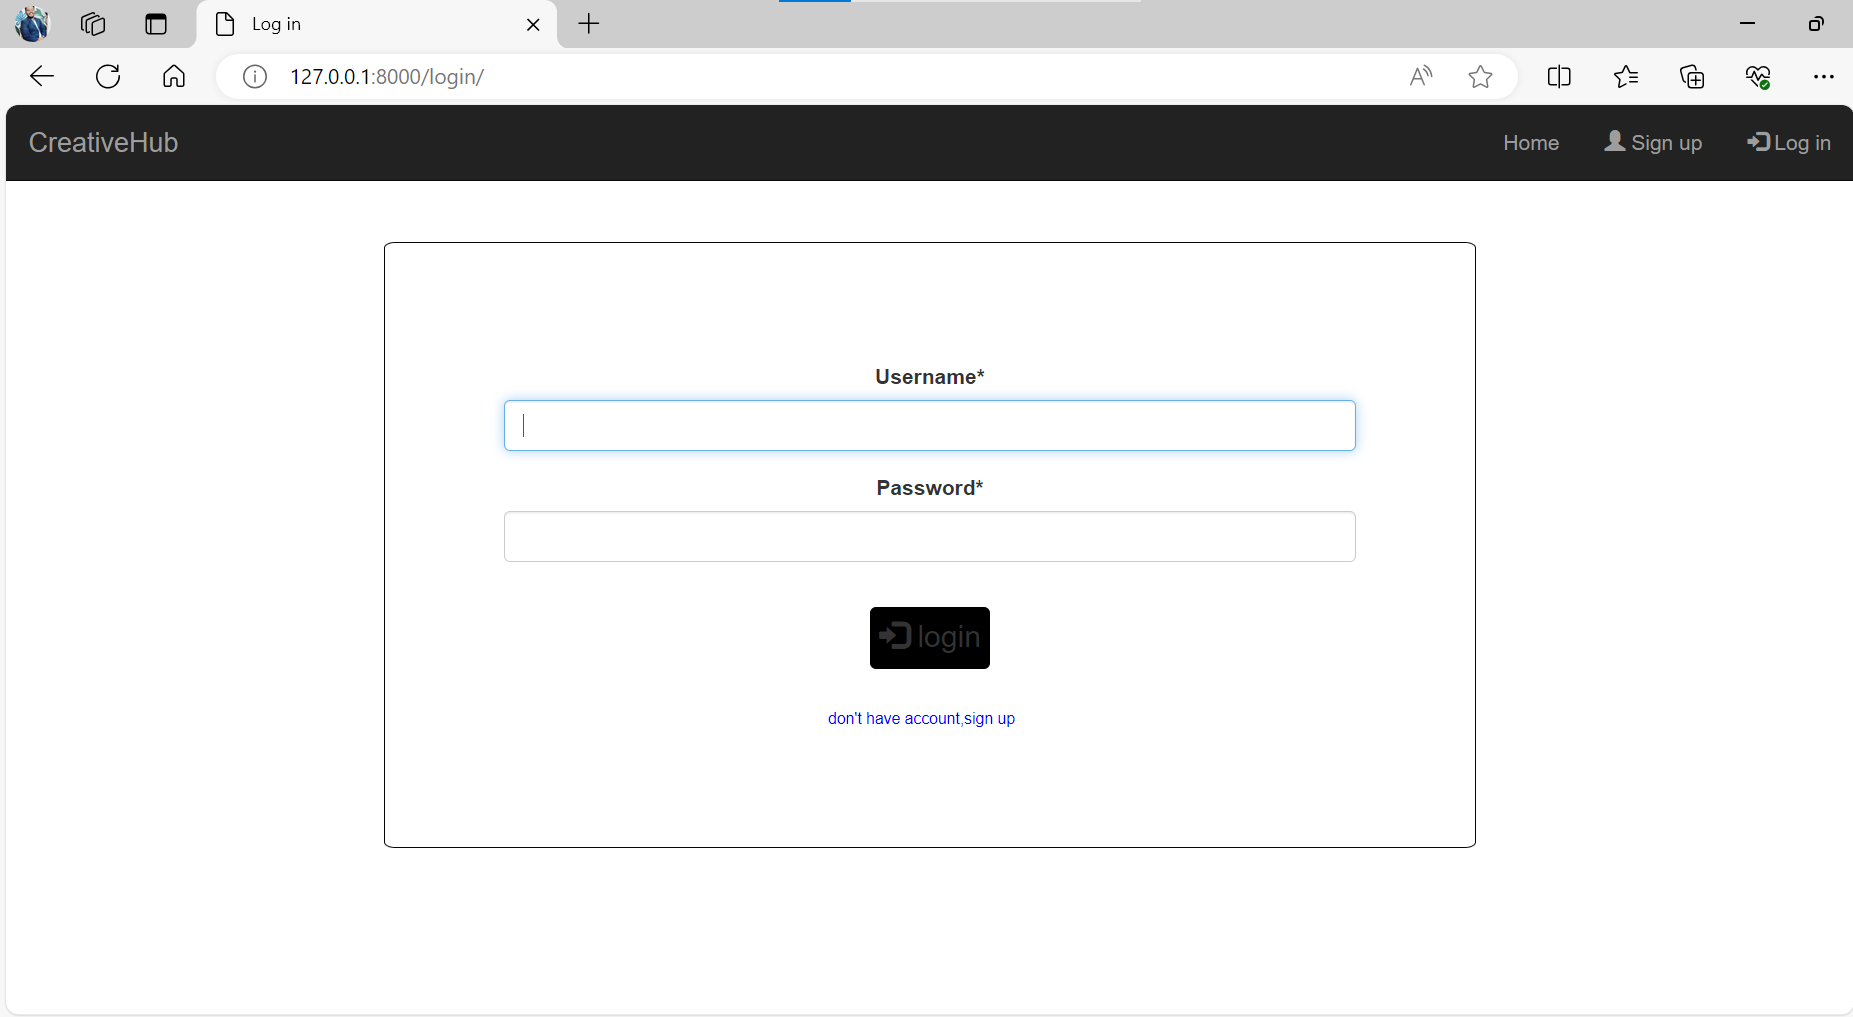 Log in
127.0.0.1:8000/login/
CreativeHub
Home
Sign up
Log in
Username*
Password*
login
don't have account,sign up